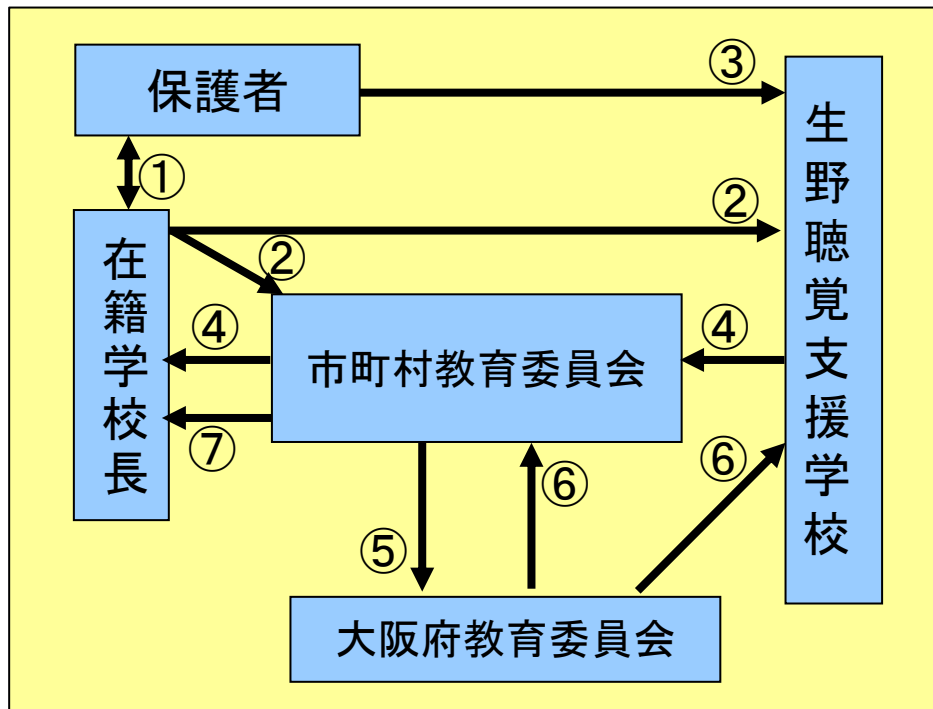 保護者
③
①
②
②
在籍学校長
生野聴覚支援学校
④
市町村教育委員会
④
⑦
⑤
⑥
⑥
大阪府教育委員会